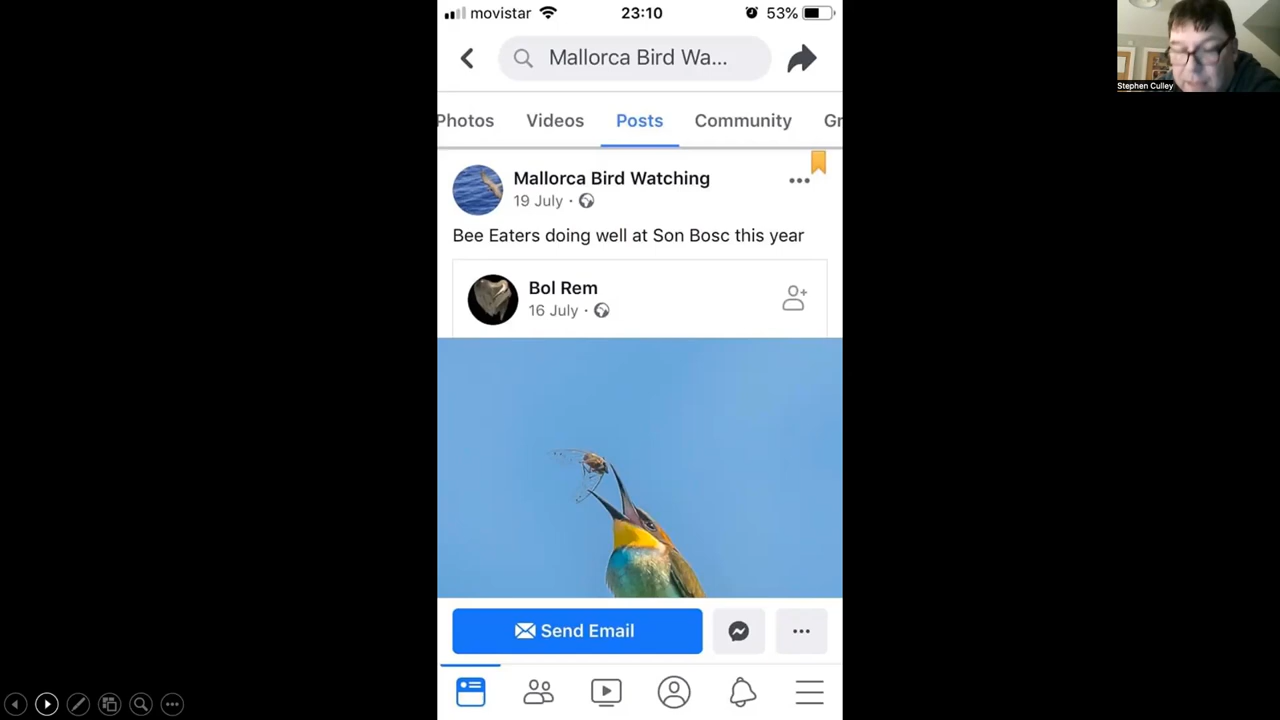 movistar
23:10
53%
Mallorca Bird Wa...
Photos
Videos
Posts
Community
Gr
Mallorca Bird Watching
19 July ·
Bee Eaters doing well at Son Bosc this year
Bol Rem
16 July ·
Send Email
Stephen Culley